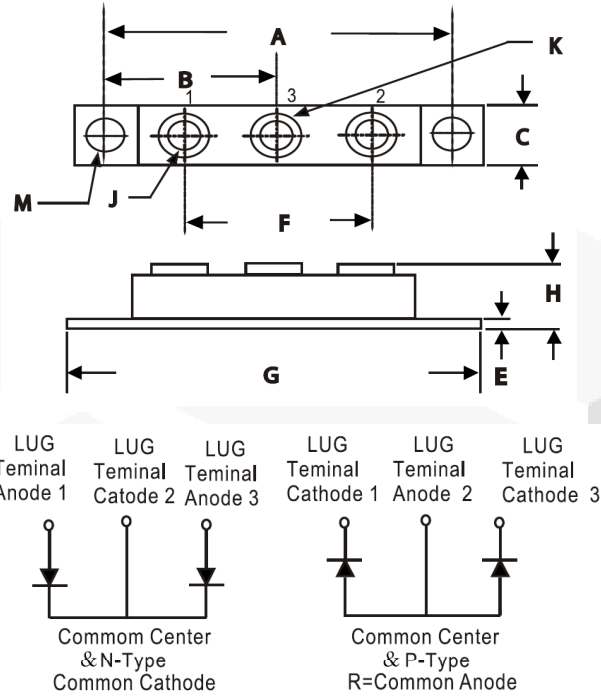 A
K
B
1
3
2
C
M
J
F
H
G
E
LUG
Teminal
Anode 1
LUG
Teminal
Catode 2
LUG
Teminal
Anode 3
LUG
Teminal
Cathode 1
LUG
Teminal
Anode 2
LUG
Teminal
Cathode 3
Commom Center
& N-Type
Common Cathode
Common Center
& P-Type
R=Common Anode